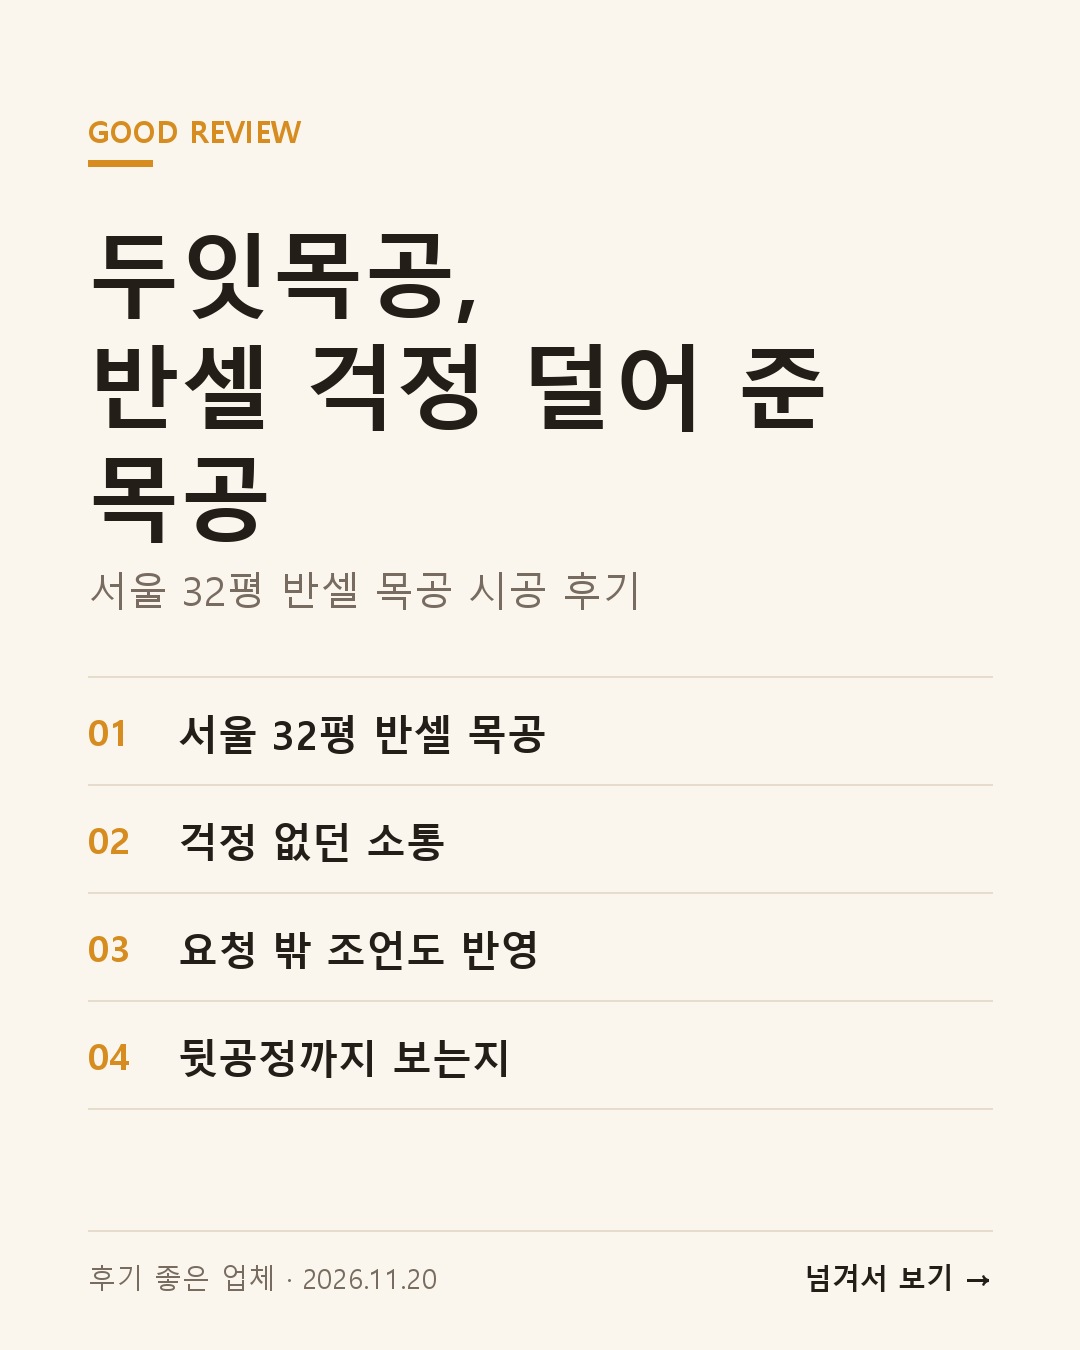 GOOD REVIEW
두잇목공,
반셀 걱정 덜어 준
목공
서울 32평 반셀 목공 시공 후기
01 서울 32평 반셀 목공
02 걱정 없던 소통
03 요청 밖 조언도 반영
04 뒷공정까지 보는지
후기 좋은 업체 · 2026.11.20
넘겨서 보기 →